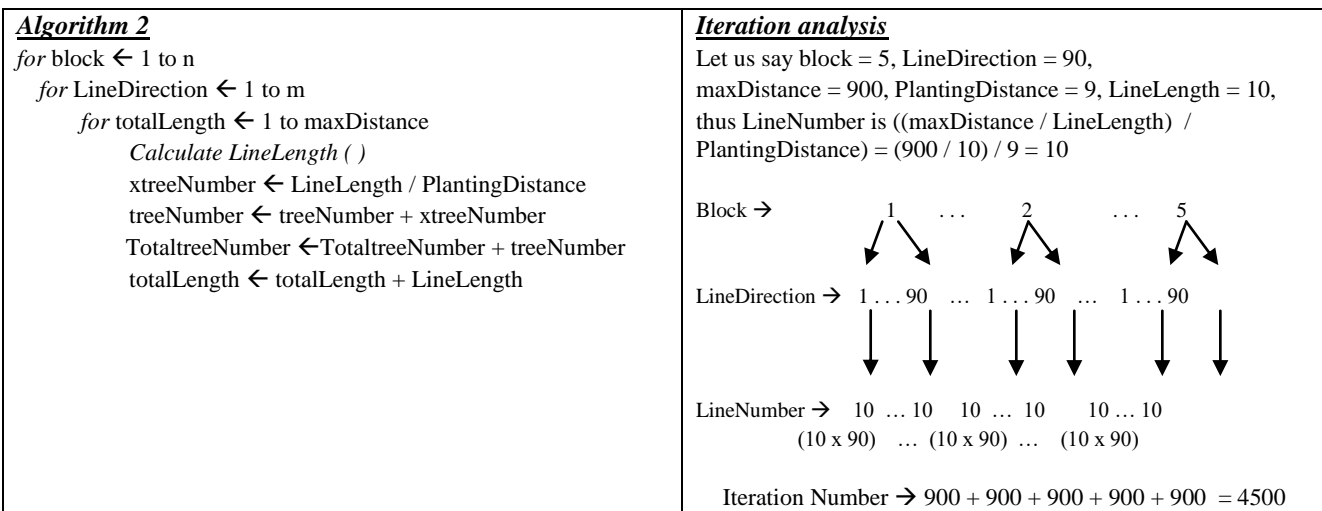 Algorithm 2
for block ← 1 to n
for LineDirection ← 1 to m
for totalLength ← 1 to maxDistance
Calculate LineLength ( )
xtreeNumber ← LineLength / PlantingDistance
treeNumber ← treeNumber + xtreeNumber
TotaltreeNumber ←TotaltreeNumber + treeNumber
totalLength ← totalLength + LineLength
Iteration analysis
Let us say block = 5, LineDirection = 90,
maxDistance = 900, PlantingDistance = 9, LineLength = 10,
thus LineNumber is ((maxDistance / LineLength) /
PlantingDistance) = (900 / 10) / 9 = 10
Block → 1 . . . 2 . . . 5
LineDirection → 1 . . . 90 … 1 . . . 90 … 1 . . . 90
LineNumber → 10 … 10 10 … 10 10 … 10
(10 x 90) … (10 x 90) … (10 x 90)
Iteration Number → 900 + 900 + 900 + 900 + 900 = 4500